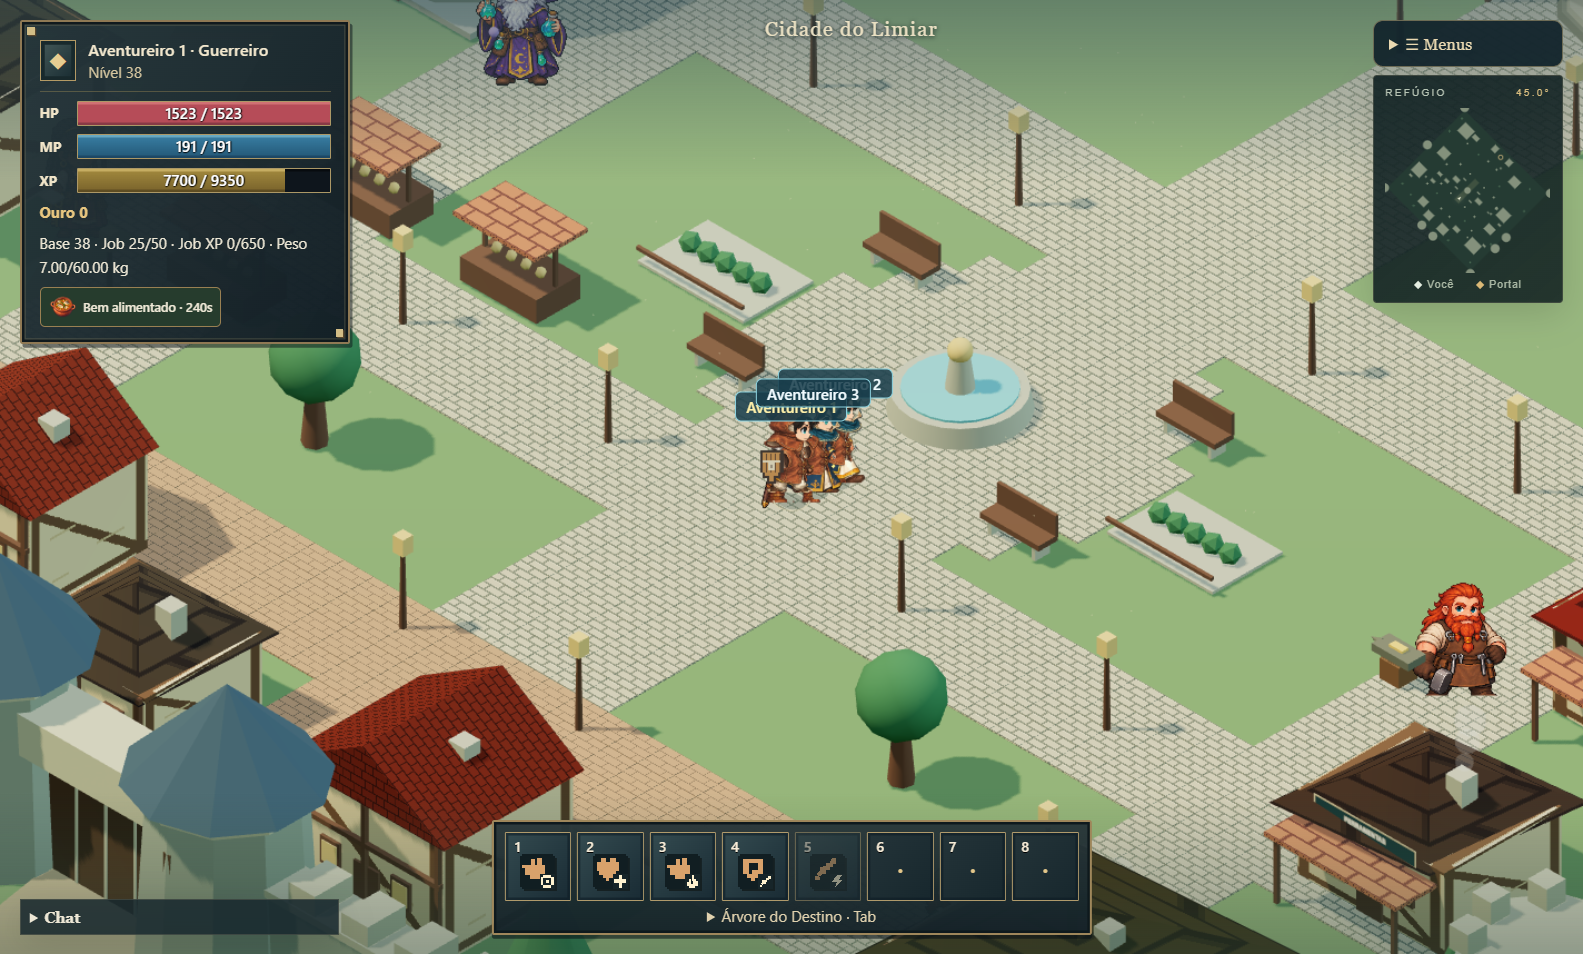 Cidade do Limiar
Aventureiro 1 · Guerreiro
Nível 38
HP 1523 / 1523
MP 191 / 191
XP 7700 / 9350
Ouro 0
Base 38 · Job 25/50 · Job XP 0/650 · Peso
7.00/60.00 kg
Bem alimentado · 240s
▶ ☰ Menus
REFÚGIO 45.0°
◆ Você ◆ Portal
Aventureiro 2
Aventureiro 3
Aventureiro 1
1 2 3 4 5 6 7 8
▶ Árvore do Destino · Tab
▶ Chat